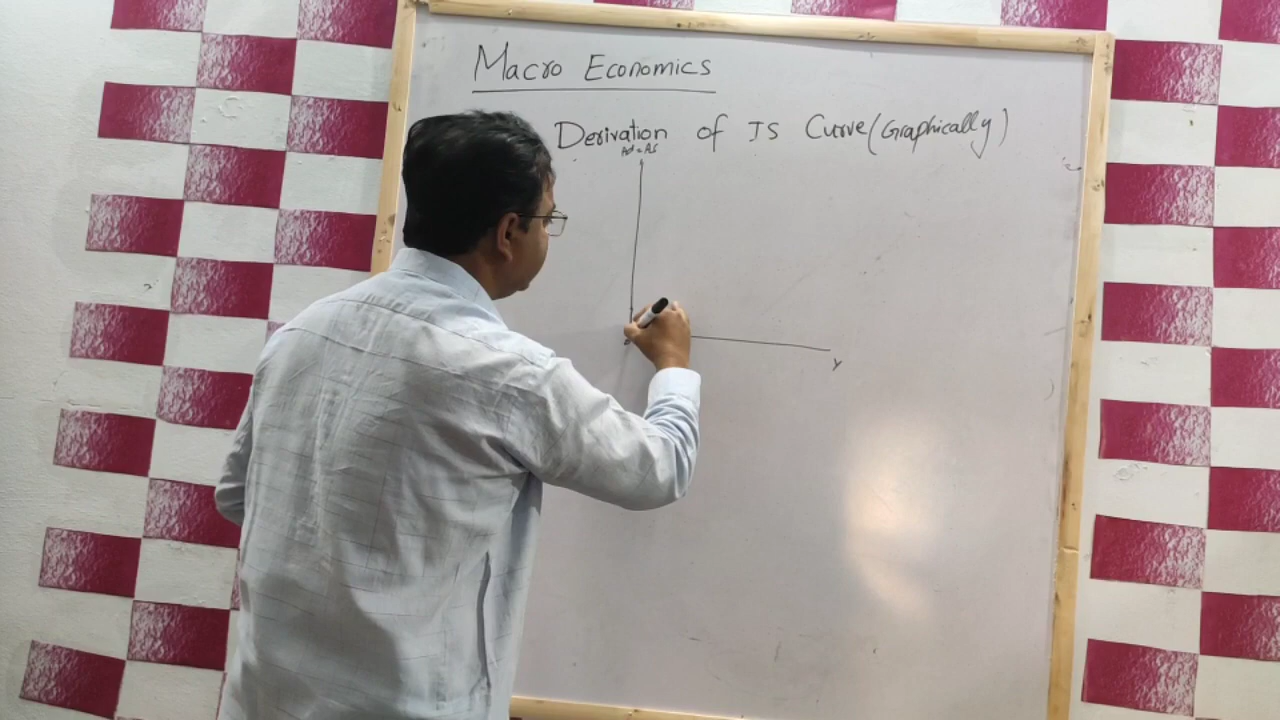 Macro Economics
Derivation of IS Curve (Graphically)
Ad = As
Y